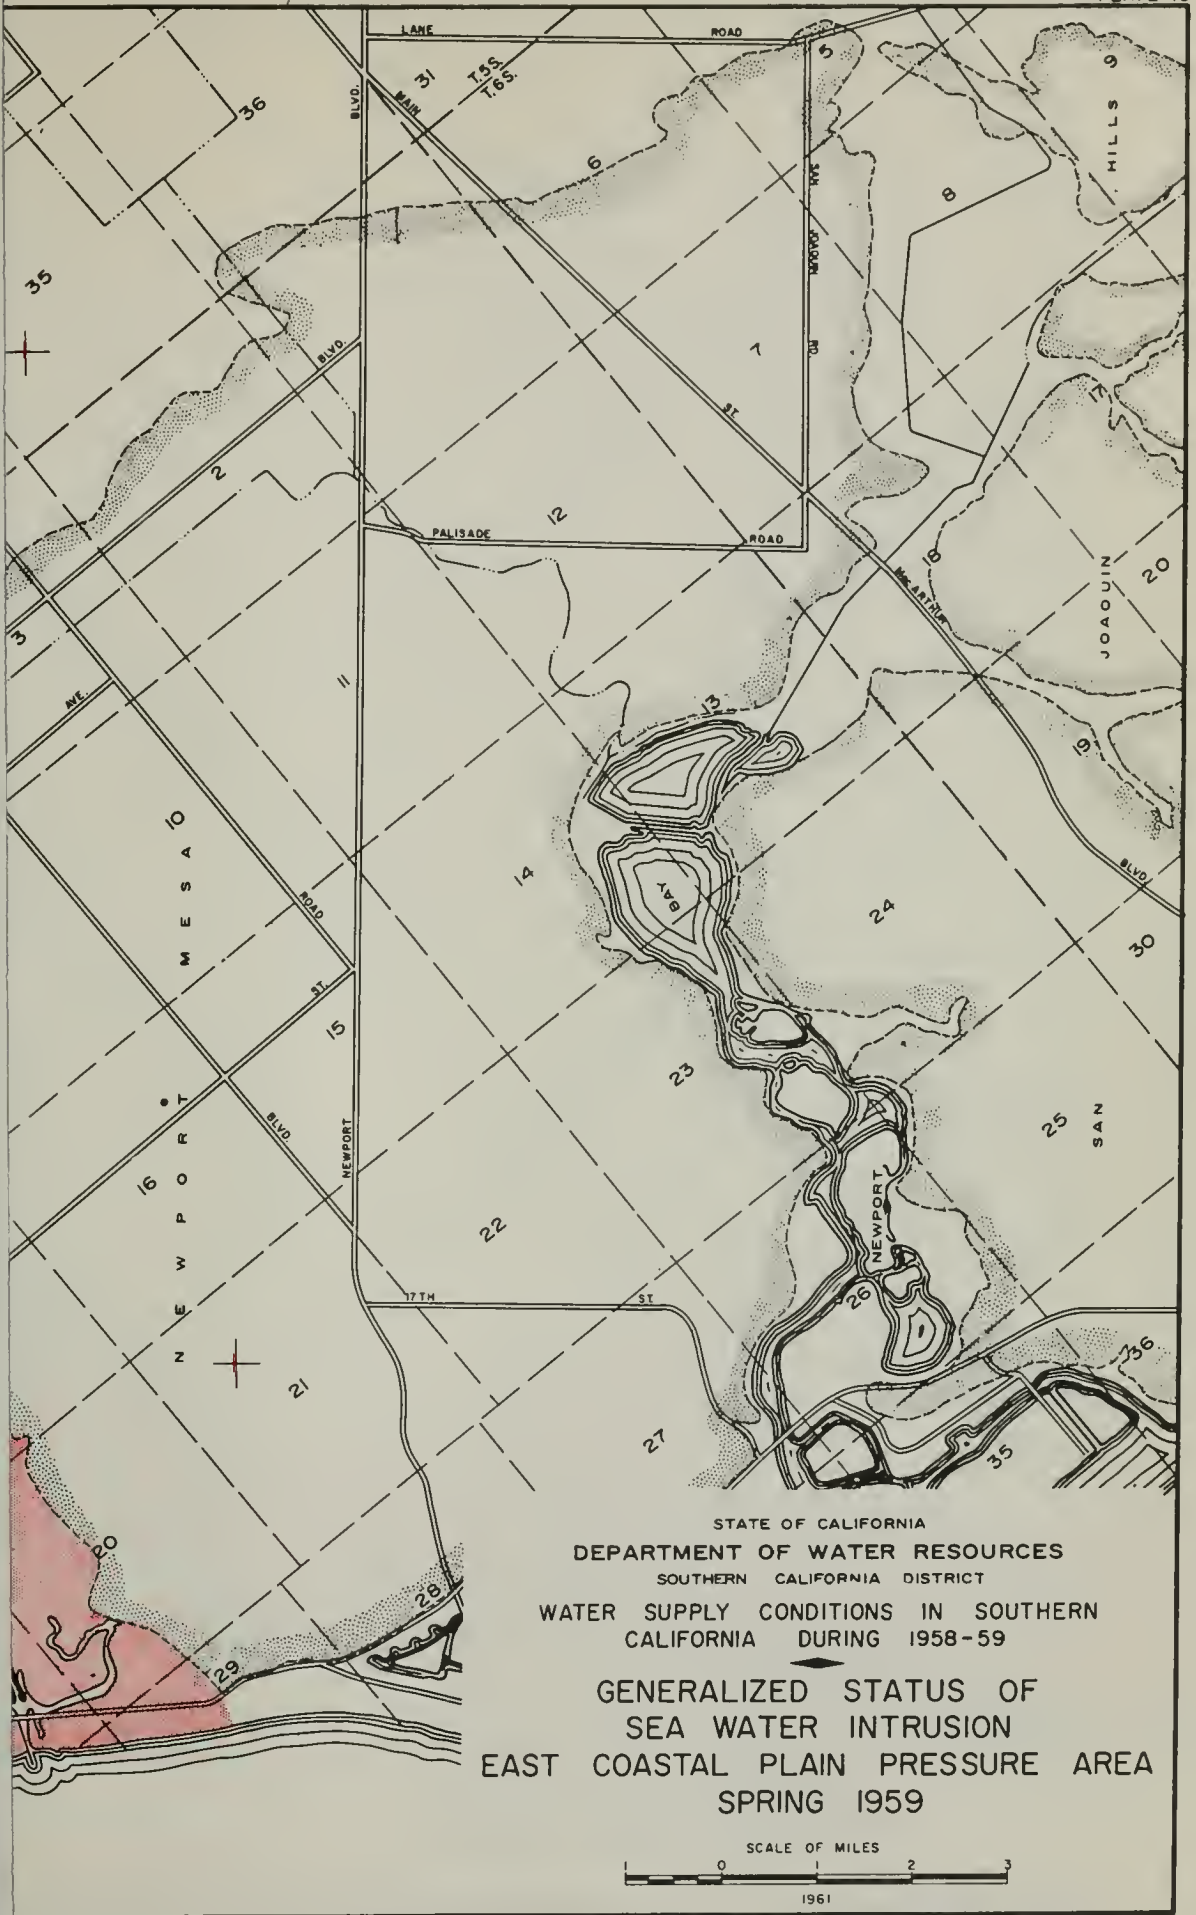 LANE ROAD
5
9
31
T.5S.
T.6S.
36
BLVD.
MAIN
HILLS
6
SAN JOAQUIN RD.
8
35
BLVD.
7
17
ST.
2
12
PALISADE ROAD
18
MacARTHUR
20
JOAQUIN
3
11
AVE.
13
19
10
MESA
14
BAY
BLVD.
ROAD
24
30
ST.
15
23
25
SAN
NEWPORT
BLVD.
NEWPORT
16
22
NEWPORT
17TH ST.
26
36
21
27
35
20
28
29
STATE OF CALIFORNIA
DEPARTMENT OF WATER RESOURCES
SOUTHERN CALIFORNIA DISTRICT
WATER SUPPLY CONDITIONS IN SOUTHERN
CALIFORNIA DURING 1958-59
GENERALIZED STATUS OF
SEA WATER INTRUSION
EAST COASTAL PLAIN PRESSURE AREA
SPRING 1959
SCALE OF MILES
1 0 1 2 3
1961